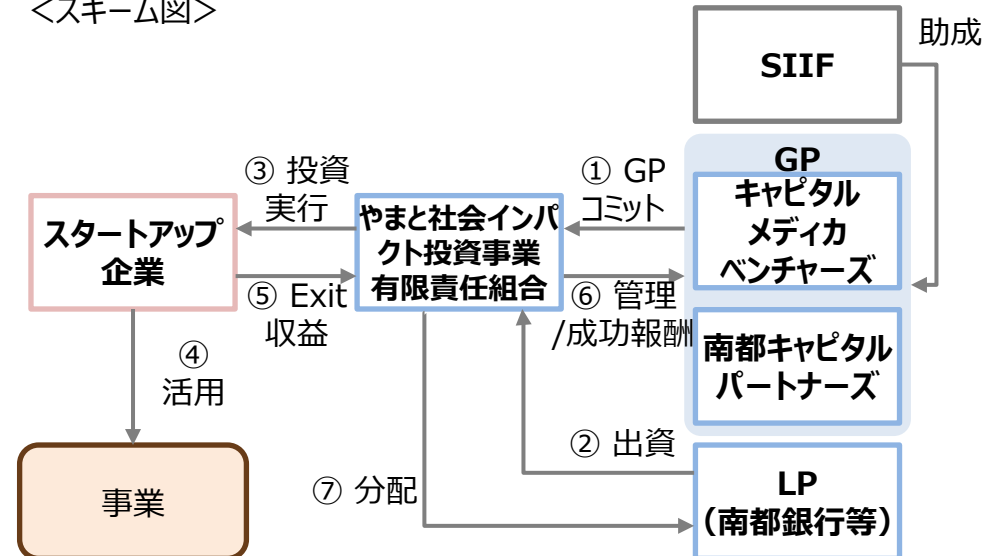 ＜スキーム図＞
SIIF
助成
③ 投資
実行
① GP
コミット
GP
キャピタル
メディカ
ベンチャーズ
スタートアップ
企業
やまと社会インパ
クト投資事業
有限責任組合
⑤ Exit
収益
⑥ 管理
/成功報酬
南都キャピタル
パートナーズ
④
活用
② 出資
事業
⑦ 分配
LP
（南都銀行等）